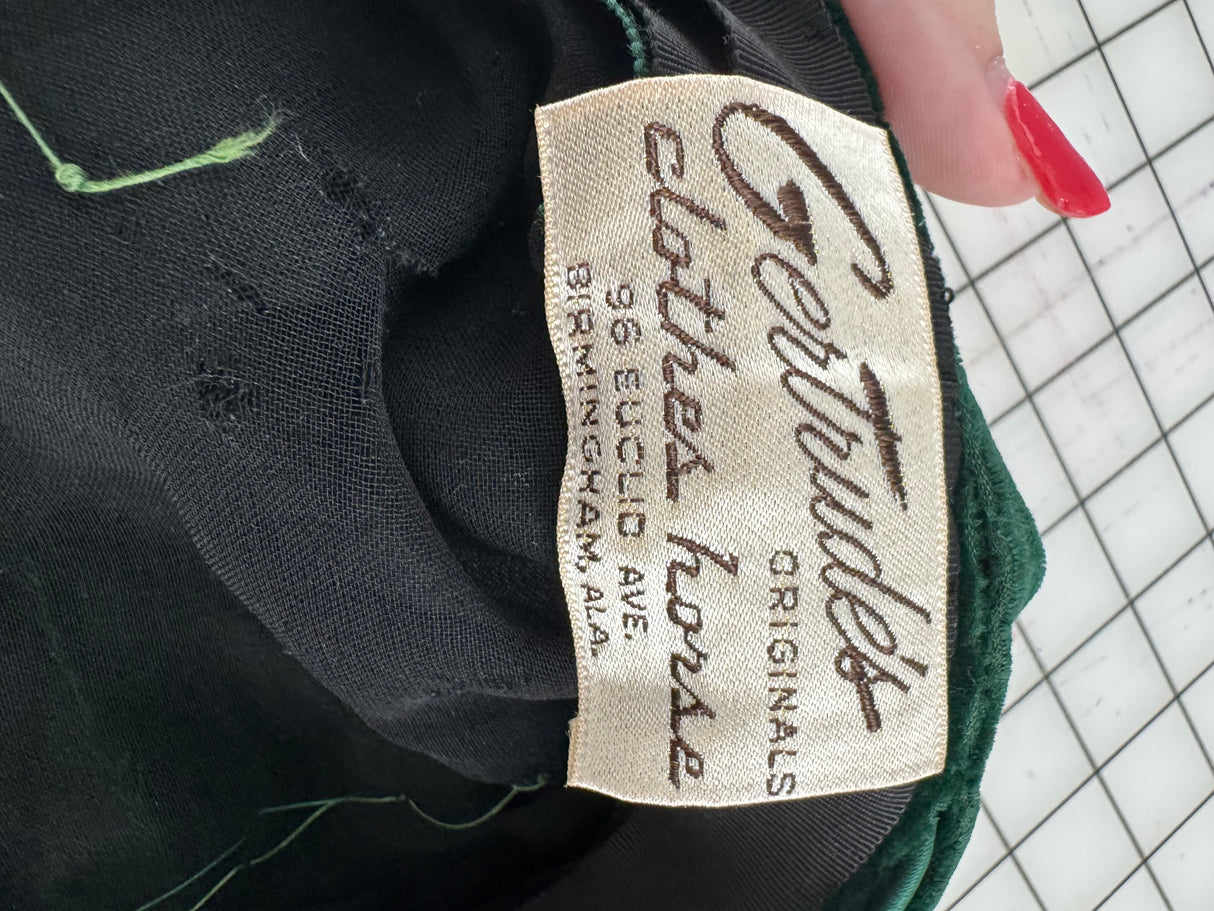 Gertrude's
ORIGINALS
clothes horse
96 EUCLID AVE.
BIRMINGHAM, ALA.